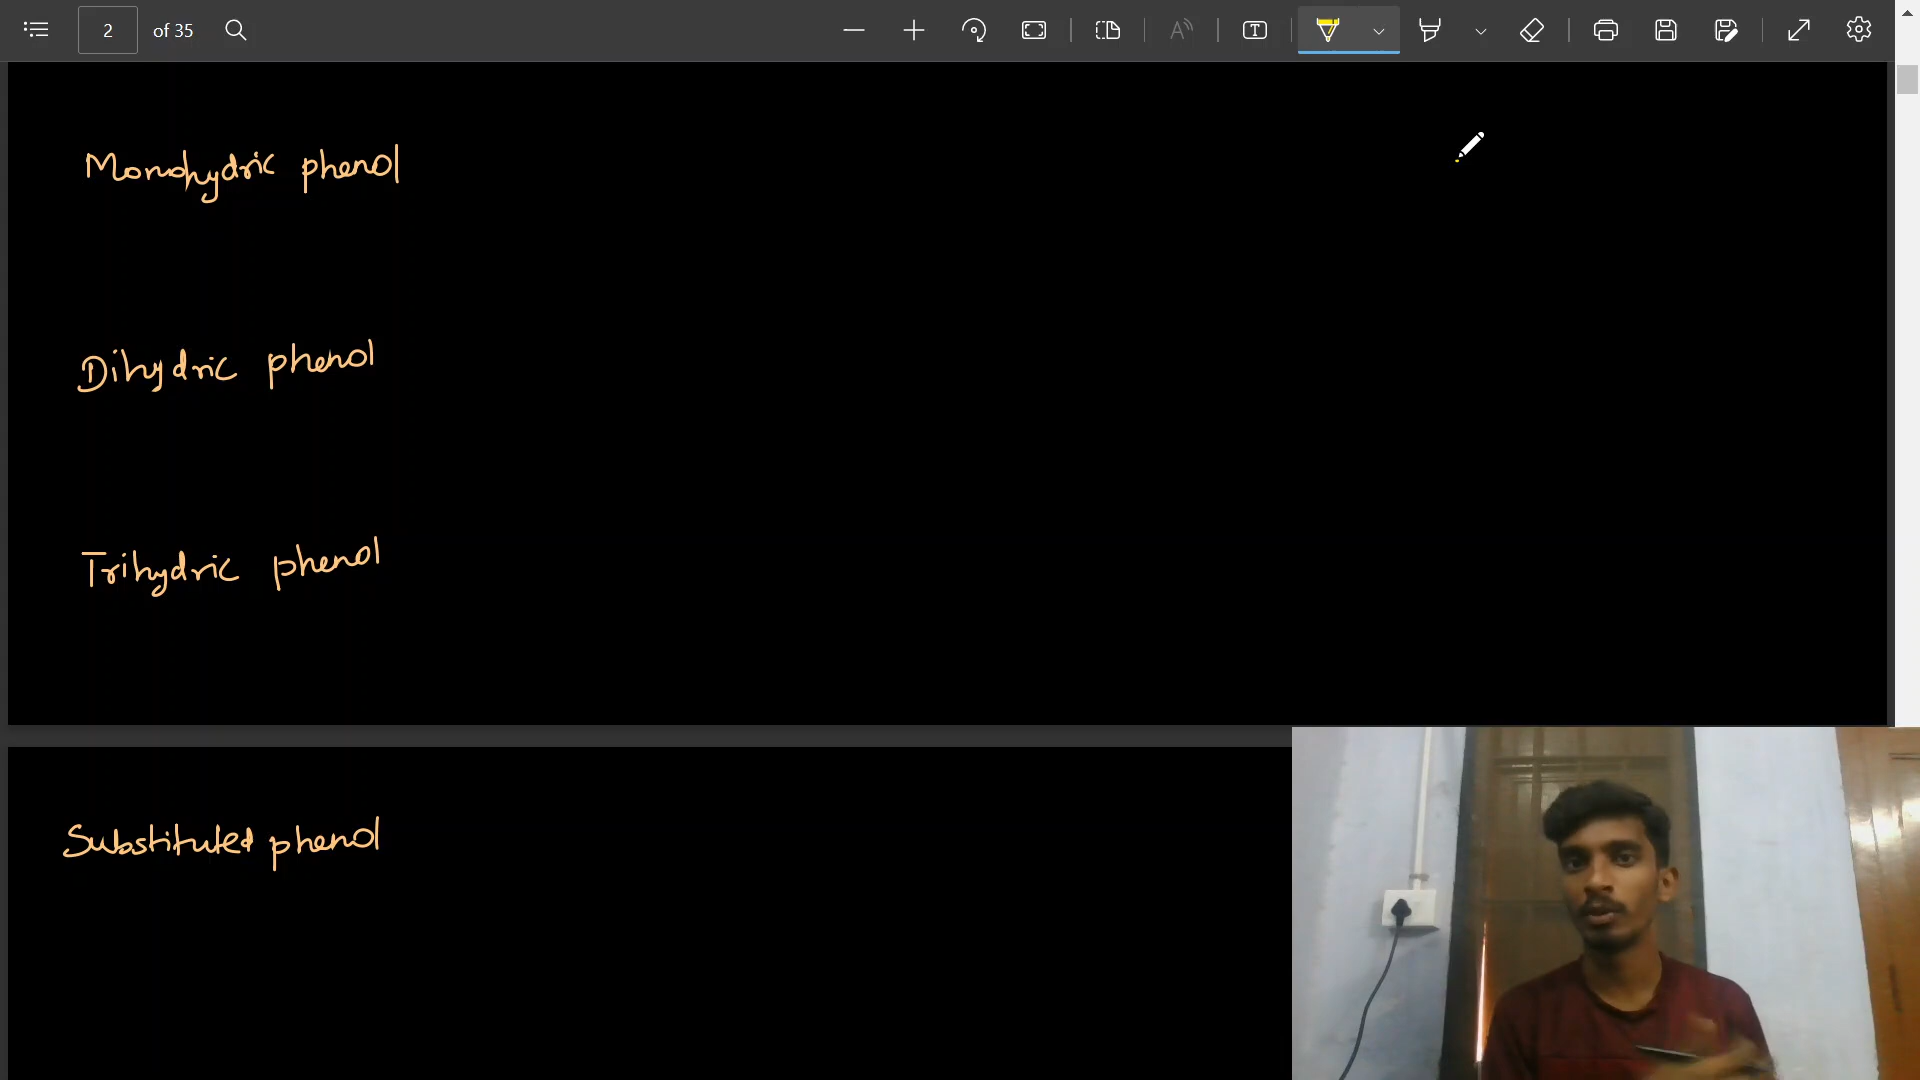 2 of 35
Monohydric phenol
Dihydric phenol
Trihydric phenol
Substituted phenol